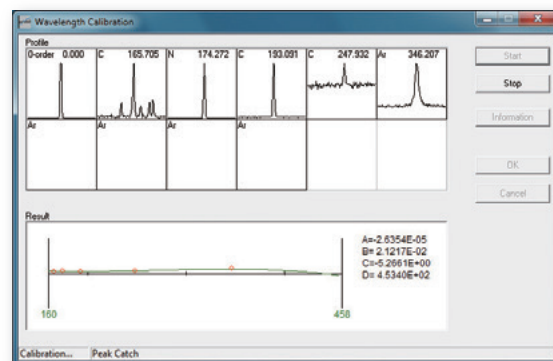 Wavelength Calibration
Profile
0-order 0.000 C 165.705 N 174.272 C 193.091 C 247.932 Ar 346.207
Ar Ar Ar Ar
Start
Stop
Information
OK
Cancel
Result
A=-2.6354E-05
B= 2.1217E-02
C=-5.2661E+00
D= 4.5340E+02
160 458
Calibration... Peak Catch